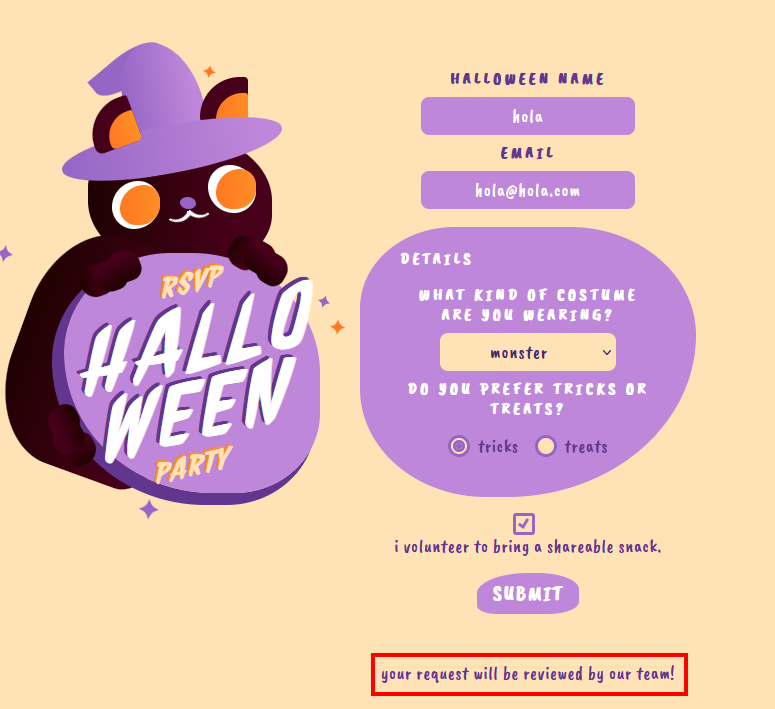 RSVP
HALLO
WEEN
PARTY
HALLOWEEN NAME
hola
EMAIL
hola@hola.com
DETAILS
WHAT KIND OF COSTUME
ARE YOU WEARING?
monster
DO YOU PREFER TRICKS OR
TREATS?
tricks treats
i volunteer to bring a shareable snack.
SUBMIT
your request will be reviewed by our team!